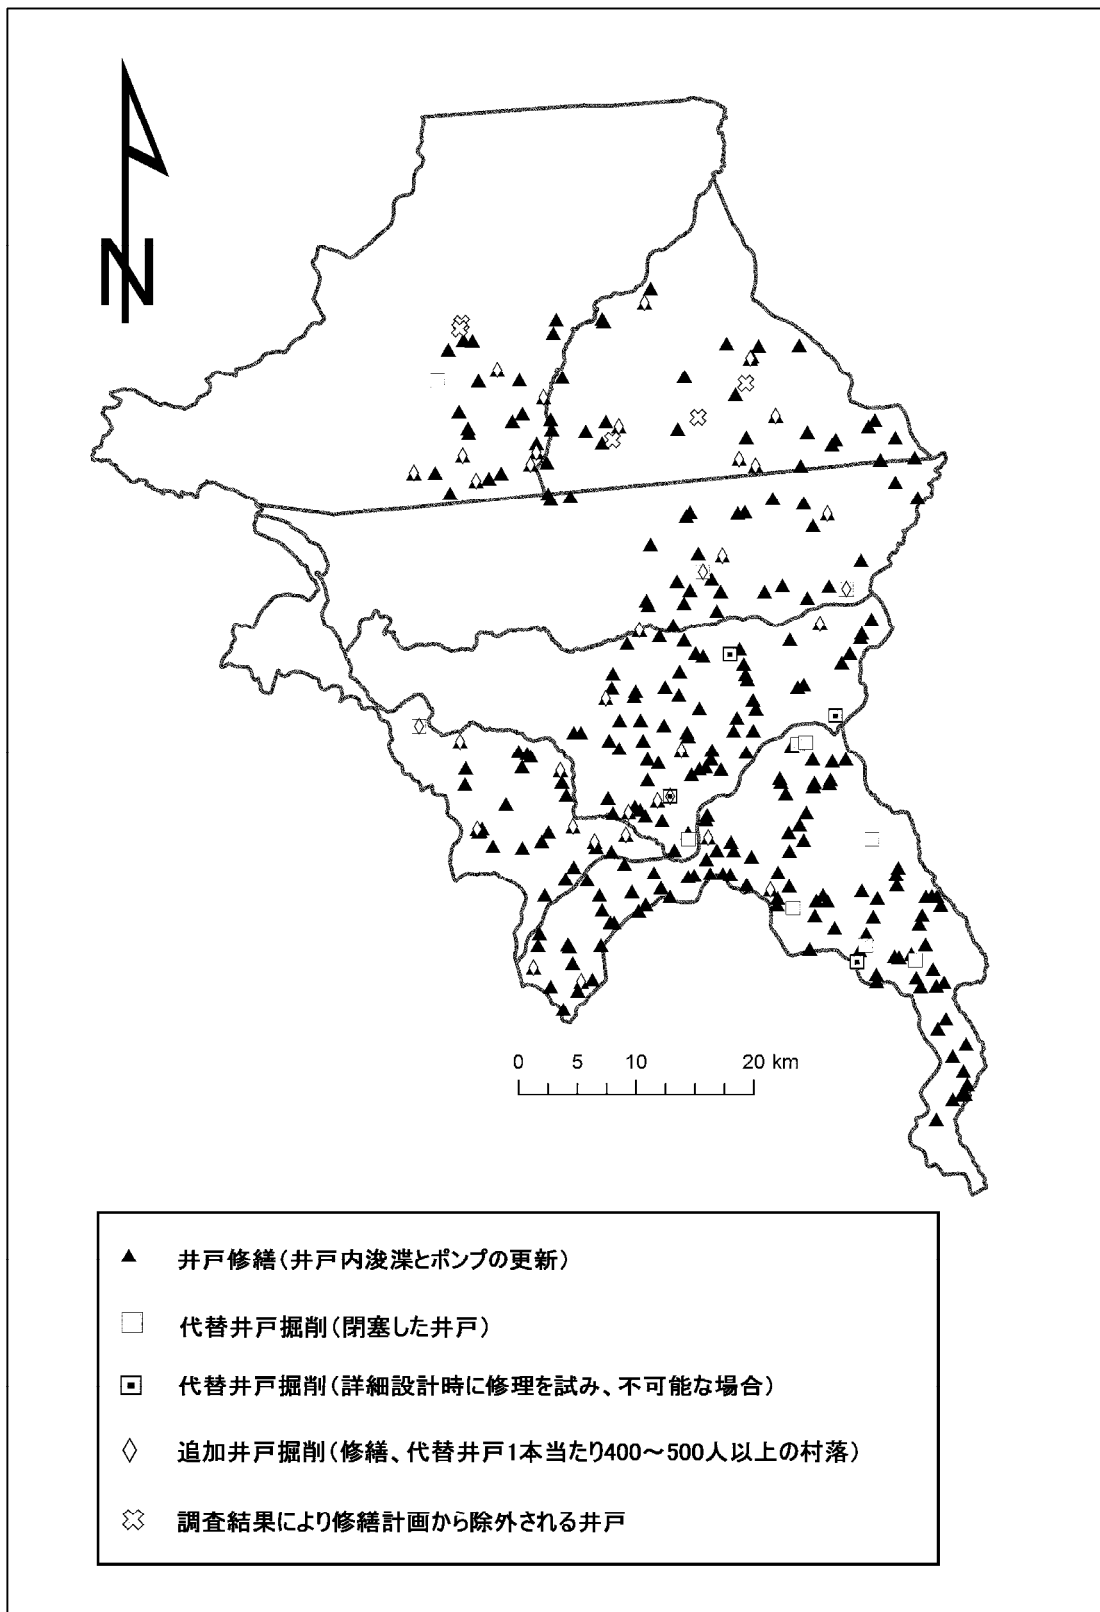 N
0 5 10 20 km
井戸修繕（井戸内浚渫とポンプの更新）
代替井戸掘削（閉塞した井戸）
代替井戸掘削（詳細設計時に修理を試み、不可能な場合）
追加井戸掘削（修繕、代替井戸1本当たり400～500人以上の村落）
調査結果により修繕計画から除外される井戸